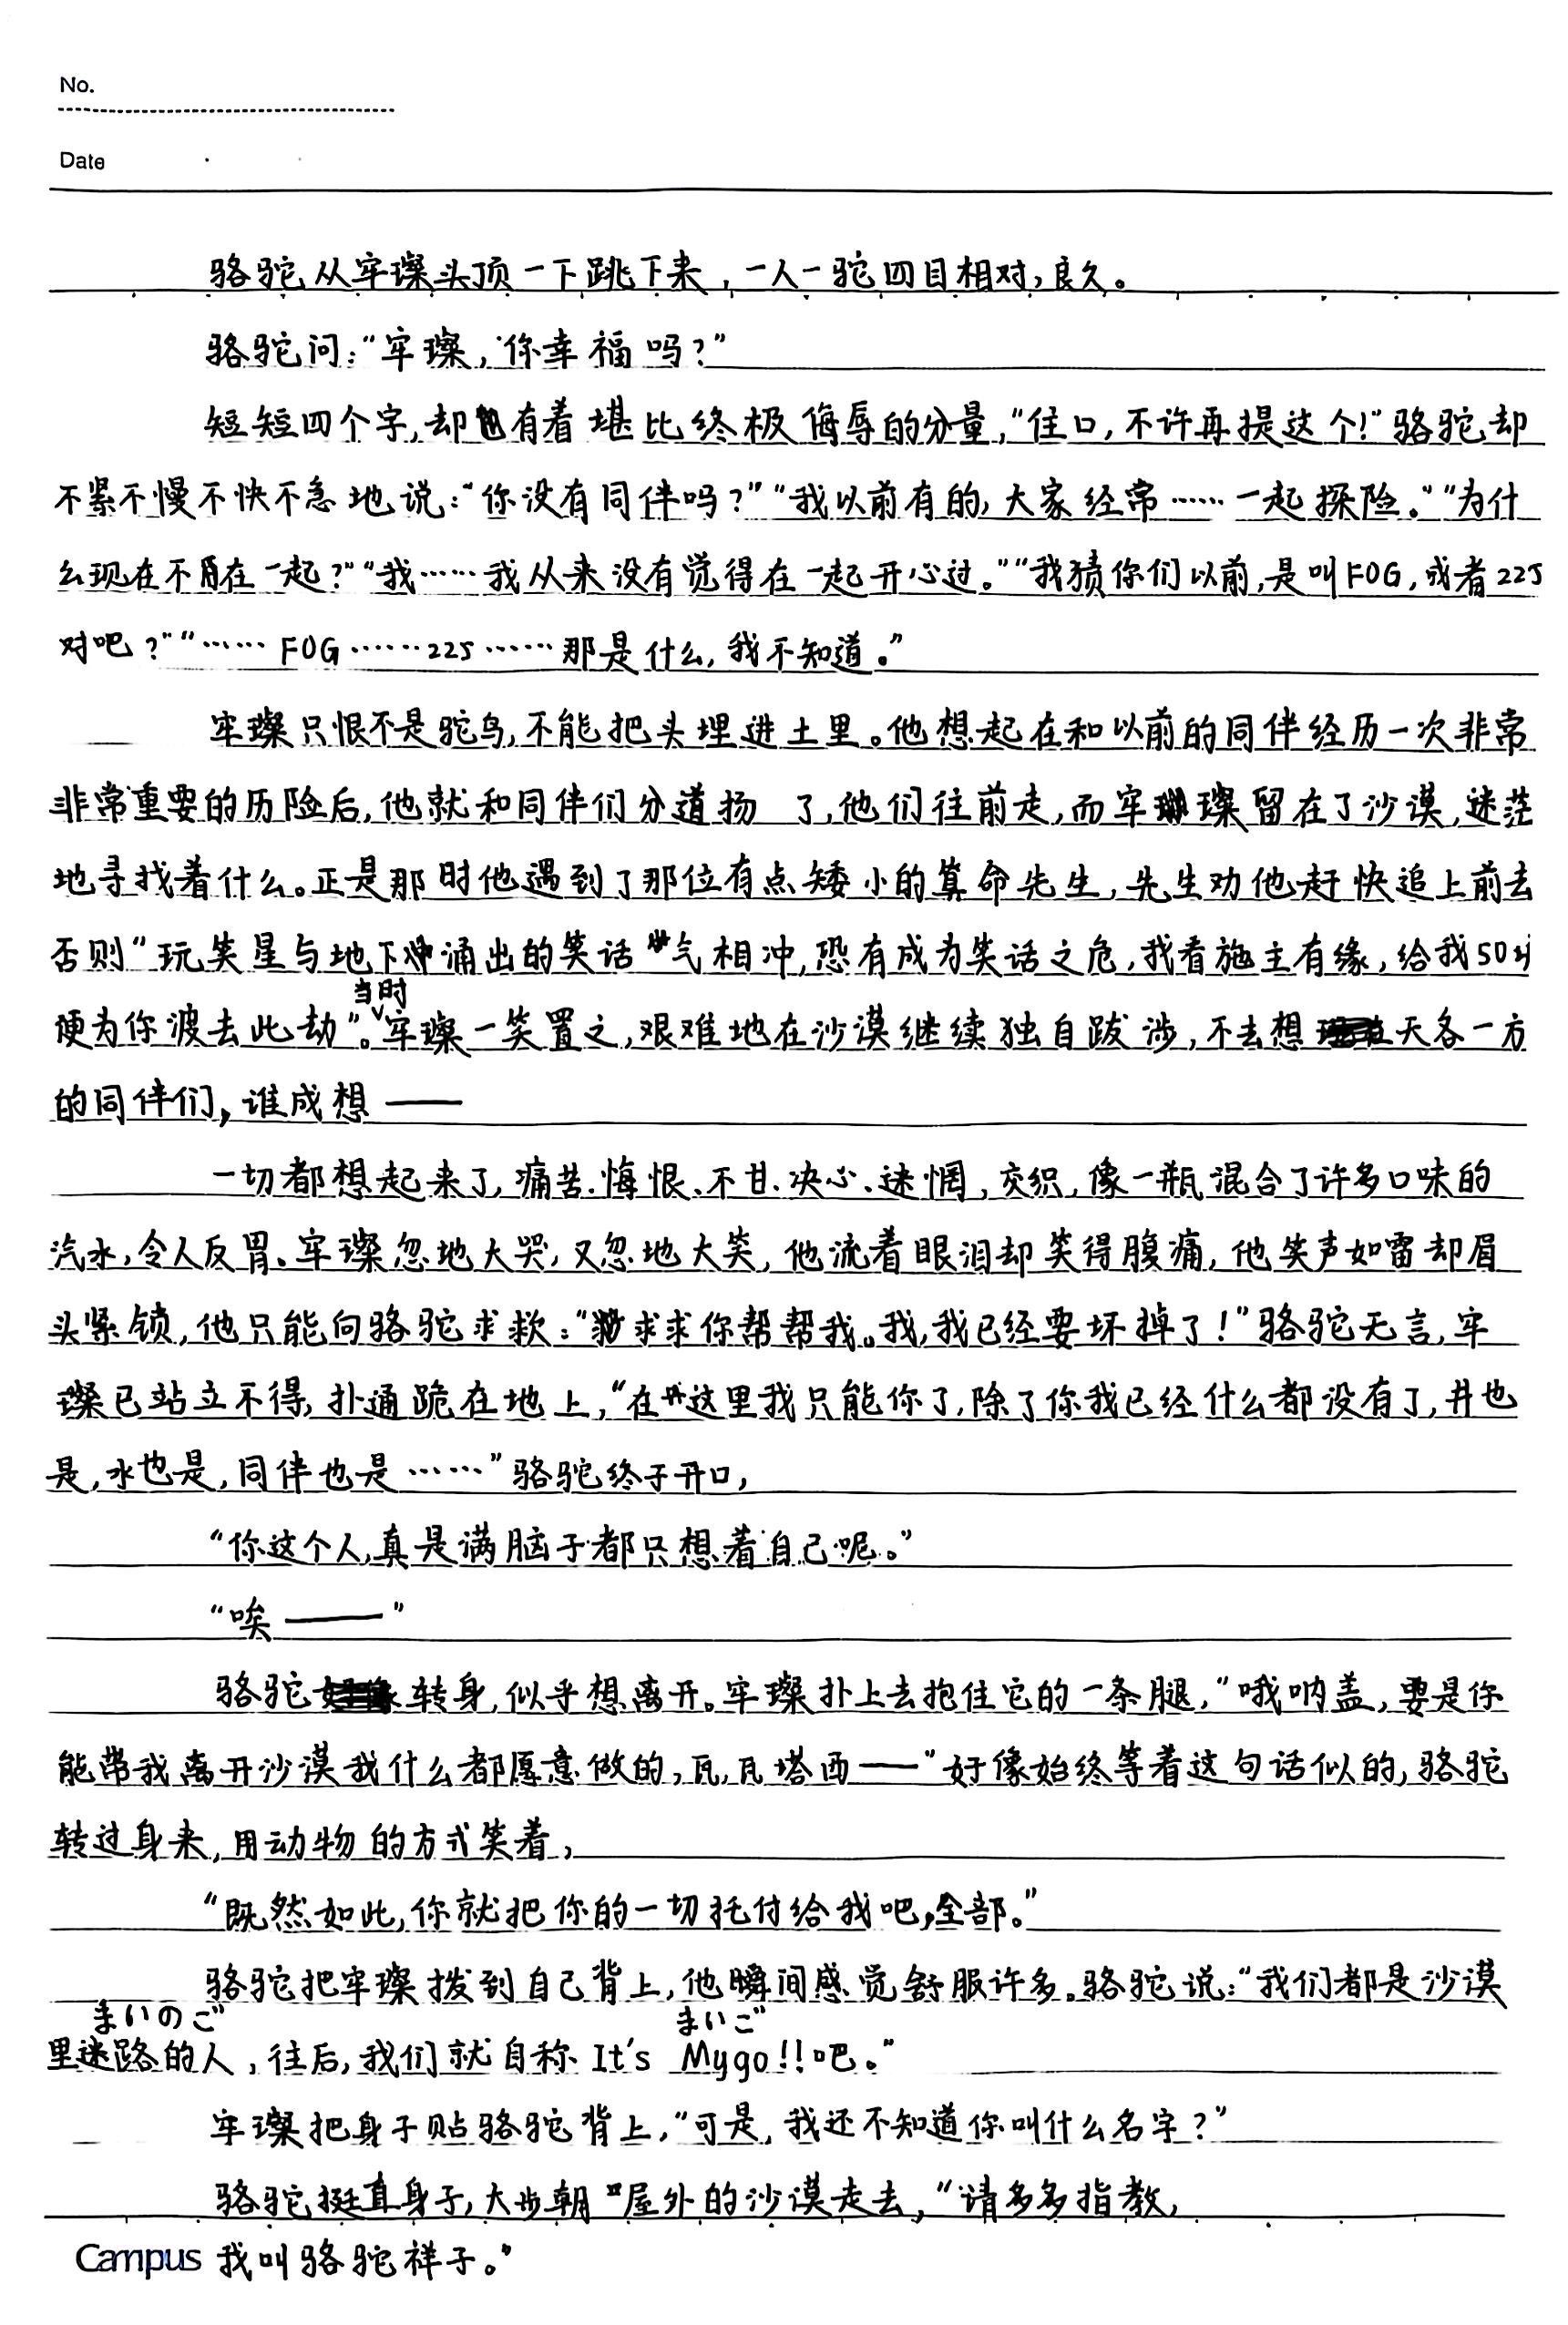 No.
Date
骆驼从牢璨头顶一下跳下来，一人一驼四目相对，良久。
骆驼问：“牢璨，你幸福吗？”
短短四个字，却有着堪比终极侮辱的分量，“住口，不许再提这个！”骆驼却
不紧不慢不快不急地说：“你没有同伴吗？”“我以前有的，大家经常……一起探险。”“为什
么现在不在一起？”“我……我从来没有觉得在一起开心过。”“我猜你们以前，是叫FOG，或者225
对吧？”“……FOG……225……那是什么，我不知道。”
牢璨只恨不是驼鸟，不能把头埋进土里。他想起在和以前的同伴经历一次非常
非常重要的历险后，他就和同伴们分道扬 了，他们往前走，而牢璨留在了沙漠，迷茫
地寻找着什么。正是那时他遇到了那位有点矮小的算命先生，先生劝他赶快追上前去
否则“玩笑星与地下涌出的笑话气相冲，恐有成为笑话之危，我看施主有缘，给我50块
便为你波去此劫”。当时牢璨一笑置之，艰难地在沙漠继续独自跋涉，不去想天各一方
的同伴们，谁成想——
一切都想起来了，痛苦、悔恨、不甘、决心、迷惘，交织，像一瓶混合了许多口味的
汽水，令人反胃、牢璨忽地大哭，又忽地大笑，他流着眼泪却笑得腹痛，他笑声如雷却眉
头紧锁，他只能向骆驼求救：“求求你帮帮我。我，我已经要坏掉了！”骆驼无言，牢
璨已站立不得，扑通跪在地上，“在这里我只能你了，除了你我已经什么都没有了，井也
是，水也是，同伴也是……”骆驼终于开口，
“你这个人，真是满脑子都只想着自己呢。”
“唉——”
骆驼转身，似乎想离开。牢璨扑上去抱住它的一条腿，“哦呐盖，要是你
能带我离开沙漠我什么都愿意做的，瓦，瓦塔西——”好像始终等着这句话似的，骆驼
转过身来，用动物的方式笑着，
“既然如此，你就把你的一切托付给我吧，全部。”
骆驼把牢璨拨到自己背上，他瞬间感觉舒服许多。骆驼说：“我们都是沙漠
まいのご まいご
里迷路的人，往后，我们就自称 It's Mygo!!吧。”
牢璨把身子贴骆驼背上，“可是，我还不知道你叫什么名字？”
骆驼挺直身子，大步朝屋外的沙漠走去，“请多多指教，
Campus 我叫骆驼祥子。”